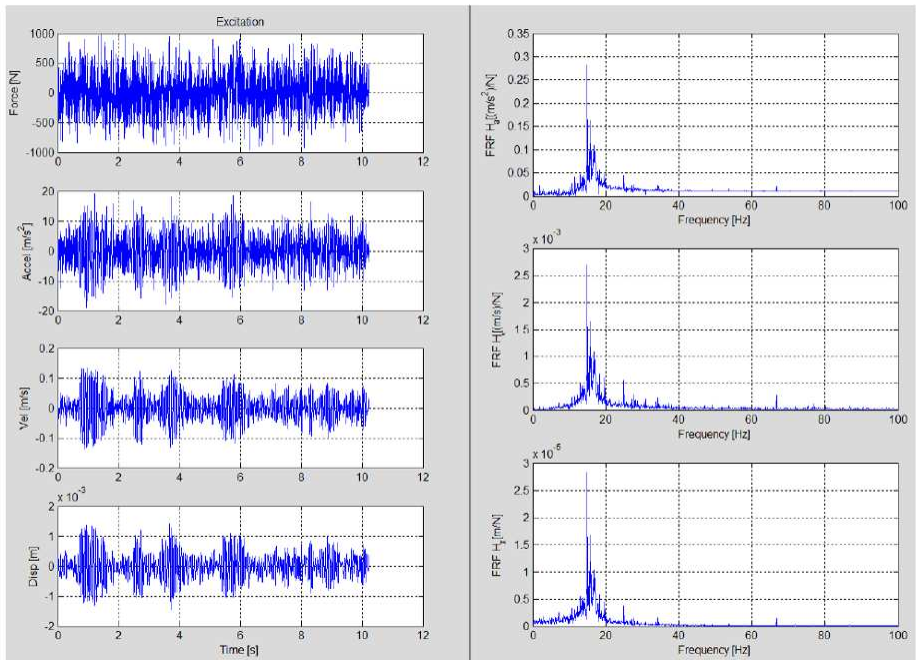 Excitation
Force [N]
1000
500
0
-500
-1000
0 2 4 6 8 10 12
Accel [m/s²]
20
10
0
-10
-20
0 2 4 6 8 10 12
Vel [m/s]
0.2
0.1
0
-0.1
-0.2
0 2 4 6 8 10 12
x 10⁻³
Disp [m]
2
1
0
-1
-2
0 2 4 6 8 10 12
Time [s]
FRF Hₐ[(m/s²)/N]
0.35
0.3
0.25
0.2
0.15
0.1
0.05
0
0 20 40 60 80 100
Frequency [Hz]
x 10⁻³
FRF H [(m/s)/N]
3
2.5
2
1.5
1
0.5
0
0 20 40 60 80 100
Frequency [Hz]
x 10⁻⁵
FRF Hₓ [m/N]
3
2.5
2
1.5
1
0.5
0
0 20 40 60 80 100
Frequency [Hz]